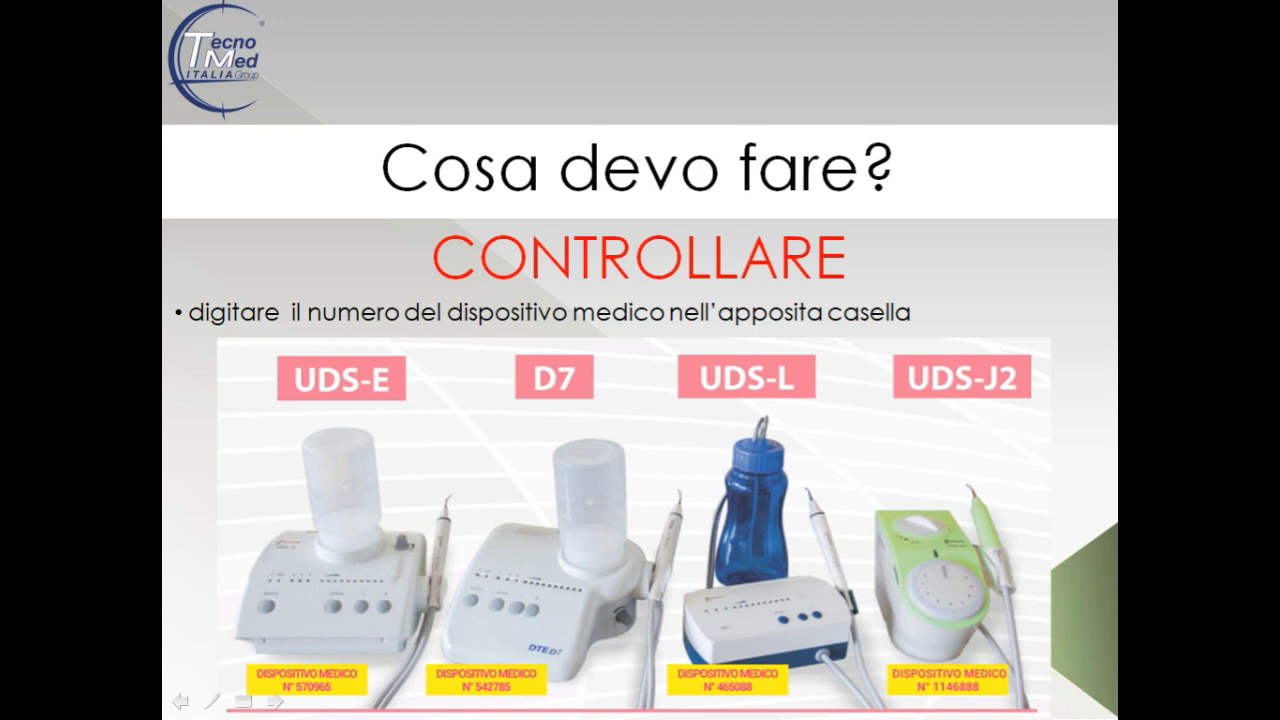 Tecno
Med
ITALIA Group
Cosa devo fare?
CONTROLLARE
• digitare il numero del dispositivo medico nell'apposita casella
UDS-E
D7
UDS-L
UDS-J2
DTE D7
DISPOSITIVO MEDICO
N° 570965
DISPOSITIVO MEDICO
N° 542785
DISPOSITIVO MEDICO
N° 465088
DISPOSITIVO MEDICO
N° 1146888